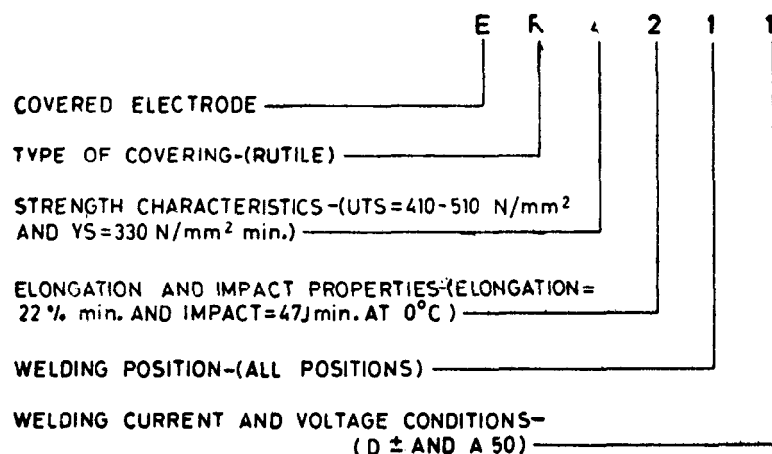 E R 4 2 1 1
COVERED ELECTRODE
TYPE OF COVERING-(RUTILE)
STRENGTH CHARACTERISTICS-(UTS=410-510 N/mm²
AND YS=330 N/mm² min.)
ELONGATION AND IMPACT PROPERTIES-(ELONGATION=
22% min. AND IMPACT=47J min. AT 0°C)
WELDING POSITION-(ALL POSITIONS)
WELDING CURRENT AND VOLTAGE CONDITIONS-
(D ± AND A 50)